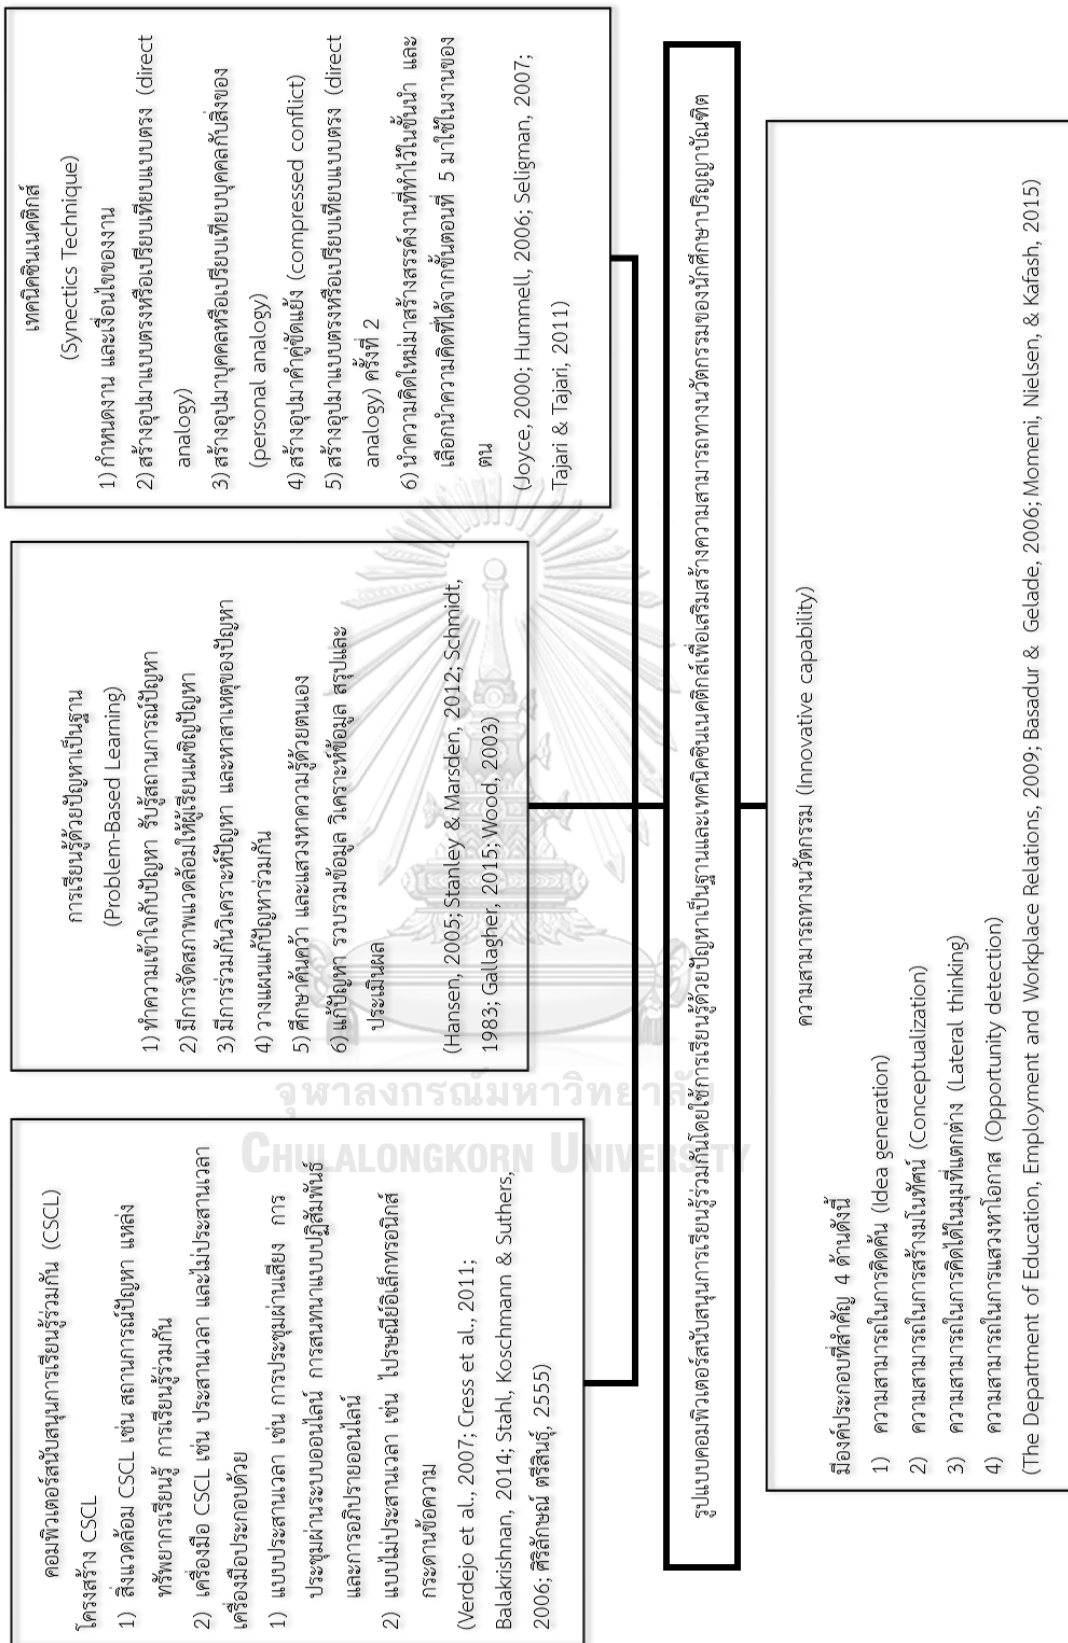 คอมพิวเตอร์สนับสนุนการเรียนรู้ร่วมกัน (CSCL)
โครงสร้าง CSCL
1) สิ่งแวดล้อม CSCL เช่น สถานการณ์ปัญหา แหล่ง
ทรัพยากรเรียนรู้ การเรียนรู้ร่วมกัน
2) เครื่องมือ CSCL เช่น ประสานเวลา และไม่ประสานเวลา
เครื่องมือประกอบด้วย
1) แบบประสานเวลา เช่น การประชุมผ่านเสียง การ
ประชุมผ่านระบบออนไลน์ การสนทนาแบบปฏิสัมพันธ์
และการอภิปรายออนไลน์
2) แบบไม่ประสานเวลา เช่น ไปรษณีย์อิเล็กทรอนิกส์
กระดานข้อความ
(Verdejo et al., 2007; Cress et al., 2011;
Balakrishnan, 2014; Stahl, Koschmann & Suthers,
2006; ศิริลักษณ์ ตรีสินธุ์, 2555)
การเรียนรู้ด้วยปัญหาเป็นฐาน
(Problem-Based Learning)
1) ทำความเข้าใจกับปัญหา รับรู้สถานการณ์ปัญหา
2) มีการจัดสภาพแวดล้อมให้ผู้เรียนเผชิญปัญหา
3) มีการร่วมกันวิเคราะห์ปัญหา และหาสาเหตุของปัญหา
4) วางแผนแก้ปัญหาร่วมกัน
5) ศึกษาค้นคว้า และแสวงหาความรู้ด้วยตนเอง
6) แก้ปัญหา รวบรวมข้อมูล วิเคราะห์ข้อมูล สรุปและ
ประเมินผล
(Hansen, 2005; Stanley & Marsden, 2012; Schmidt,
1983; Gallagher, 2015; Wood, 2003)
เทคนิคซินเนคติกส์
(Synectics Technique)
1) กำหนดงาน และเงื่อนไขของงาน
2) สร้างอุปมาแบบตรงหรือเปรียบเทียบแบบตรง (direct
analogy)
3) สร้างอุปมาบุคคลหรือเปรียบเทียบบุคคลกับสิ่งของ
(personal analogy)
4) สร้างอุปมาคำคู่ขัดแย้ง (compressed conflict)
5) สร้างอุปมาแบบตรงหรือเปรียบเทียบแบบตรง (direct
analogy) ครั้งที่ 2
6) นำความคิดใหม่มาสร้างสรรค์งานที่ทำไว้ในขั้นนำ และ
เลือกนำความคิดที่ได้จากขั้นตอนที่ 5 มาใช้ในงานของ
ตน
(Joyce, 2000; Hummell, 2006; Seligman, 2007;
Tajari & Tajari, 2011)
รูปแบบคอมพิวเตอร์สนับสนุนการเรียนรู้ร่วมกันโดยใช้การเรียนรู้ด้วยปัญหาเป็นฐานและเทคนิคซินเนคติกส์เพื่อเสริมสร้างความสามารถทางนวัตกรรมของนักศึกษาปริญญาบัณฑิต
ความสามารถทางนวัตกรรม (Innovative capability)
มีองค์ประกอบที่สำคัญ 4 ด้านดังนี้
1) ความสามารถในการคิดค้น (Idea generation)
2) ความสามารถในการสร้างมโนทัศน์ (Conceptualization)
3) ความสามารถในการคิดได้ในมุมที่แตกต่าง (Lateral thinking)
4) ความสามารถในการแสวงหาโอกาส (Opportunity detection)
(The Department of Education, Employment and Workplace Relations, 2009; Basadur & Gelade, 2006; Momeni, Nielsen, & Kafash, 2015)
จุฬาลงกรณ์มหาวิทยาลัย
CHULALONGKORN UNIVERSITY